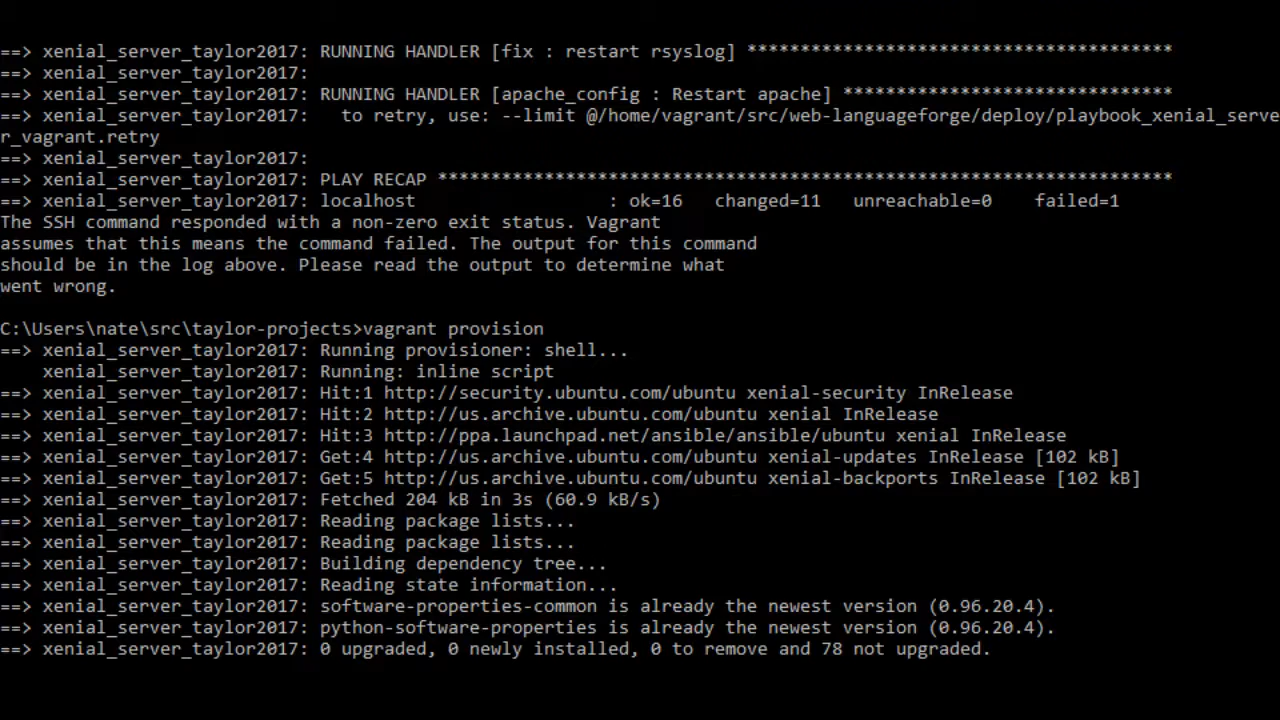 ==> xenial_server_taylor2017: RUNNING HANDLER [fix : restart rsyslog] ****************************************
==> xenial_server_taylor2017:
==> xenial_server_taylor2017: RUNNING HANDLER [apache_config : Restart apache] *******************************
==> xenial_server_taylor2017:   to retry, use: --limit @/home/vagrant/src/web-languageforge/deploy/playbook_xenial_serve
r_vagrant.retry
==> xenial_server_taylor2017:
==> xenial_server_taylor2017: PLAY RECAP *********************************************************************
==> xenial_server_taylor2017: localhost                  : ok=16   changed=11   unreachable=0    failed=1
The SSH command responded with a non-zero exit status. Vagrant
assumes that this means the command failed. The output for this command
should be in the log above. Please read the output to determine what
went wrong.
C:\Users\nate\src\taylor-projects>vagrant provision
==> xenial_server_taylor2017: Running provisioner: shell...
    xenial_server_taylor2017: Running: inline script
==> xenial_server_taylor2017: Hit:1 http://security.ubuntu.com/ubuntu xenial-security InRelease
==> xenial_server_taylor2017: Hit:2 http://us.archive.ubuntu.com/ubuntu xenial InRelease
==> xenial_server_taylor2017: Hit:3 http://ppa.launchpad.net/ansible/ansible/ubuntu xenial InRelease
==> xenial_server_taylor2017: Get:4 http://us.archive.ubuntu.com/ubuntu xenial-updates InRelease [102 kB]
==> xenial_server_taylor2017: Get:5 http://us.archive.ubuntu.com/ubuntu xenial-backports InRelease [102 kB]
==> xenial_server_taylor2017: Fetched 204 kB in 3s (60.9 kB/s)
==> xenial_server_taylor2017: Reading package lists...
==> xenial_server_taylor2017: Reading package lists...
==> xenial_server_taylor2017: Building dependency tree...
==> xenial_server_taylor2017: Reading state information...
==> xenial_server_taylor2017: software-properties-common is already the newest version (0.96.20.4).
==> xenial_server_taylor2017: python-software-properties is already the newest version (0.96.20.4).
==> xenial_server_taylor2017: 0 upgraded, 0 newly installed, 0 to remove and 78 not upgraded.